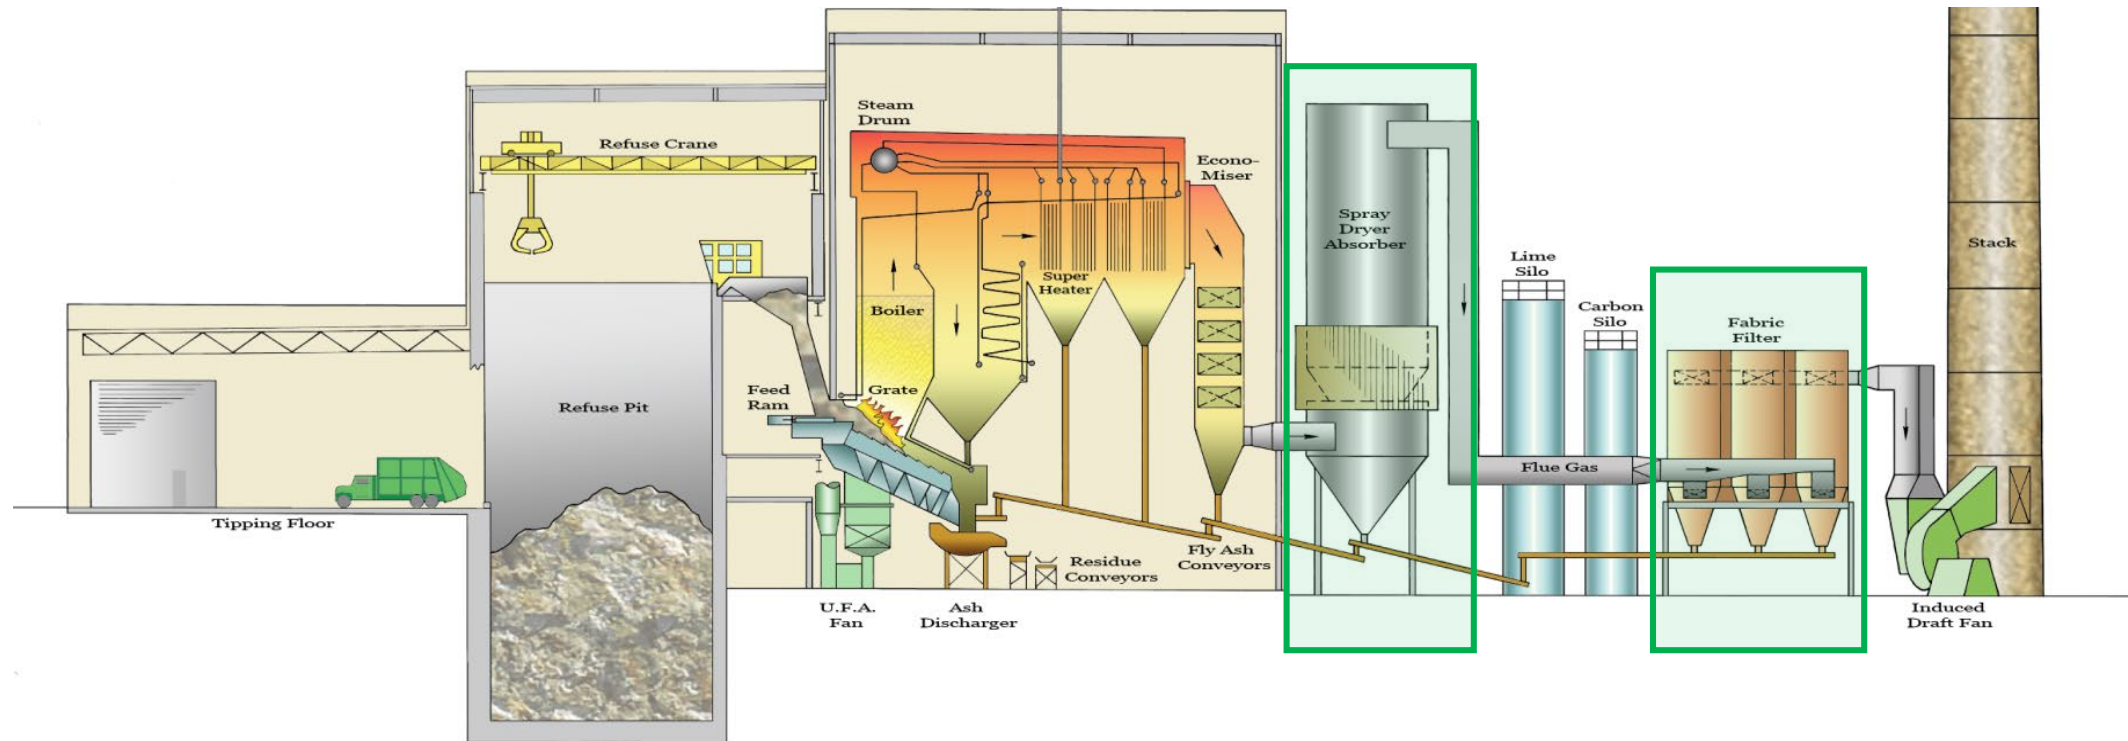 Steam
Drum
Refuse Crane
Econo-
Miser
Spray
Dryer
Absorber
Stack
Lime
Silo
Super
Heater
Boiler
Carbon
Silo
Fabric
Filter
Feed
Ram
Grate
Refuse Pit
Flue Gas
Tipping Floor
Residue
Conveyors
Fly Ash
Conveyors
U.F.A.
Fan
Ash
Discharger
Induced
Draft Fan